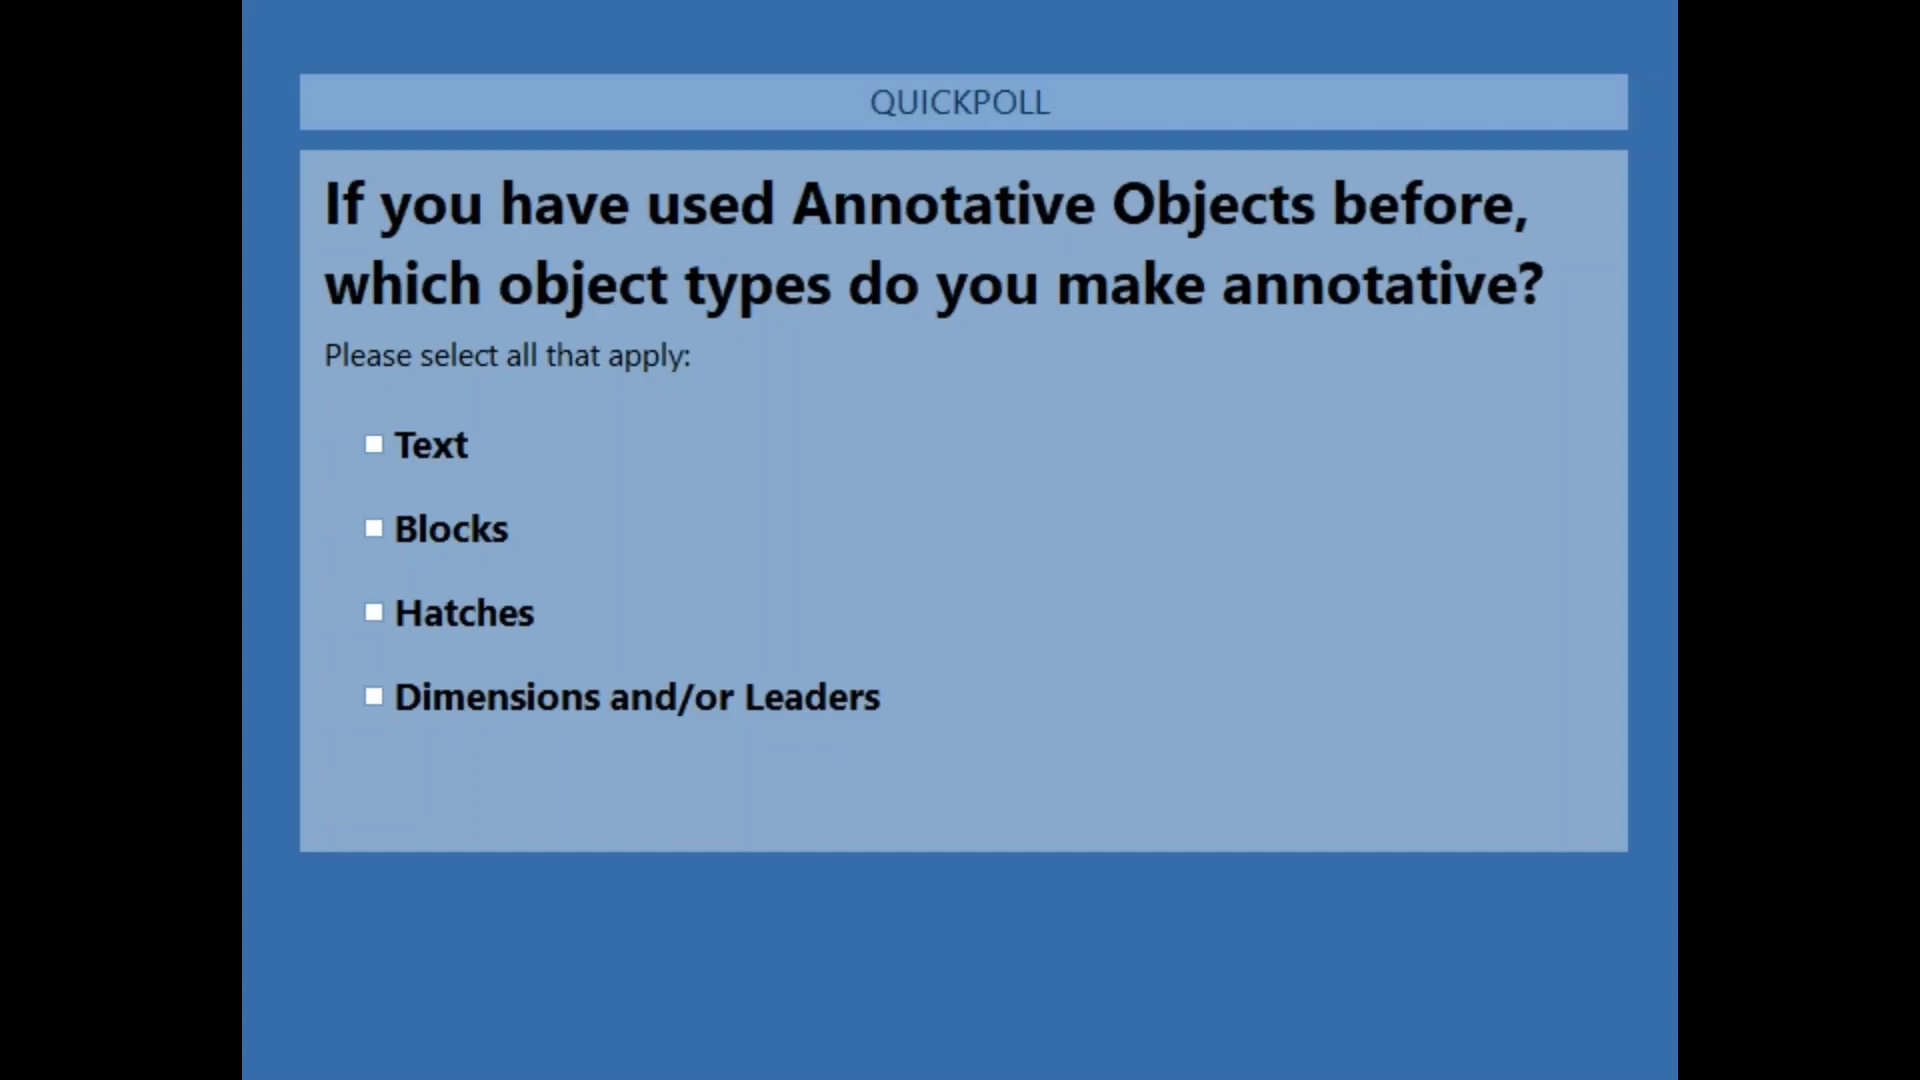 QUICKPOLL
If you have used Annotative Objects before,
which object types do you make annotative?
Please select all that apply:
Text
Blocks
Hatches
Dimensions and/or Leaders